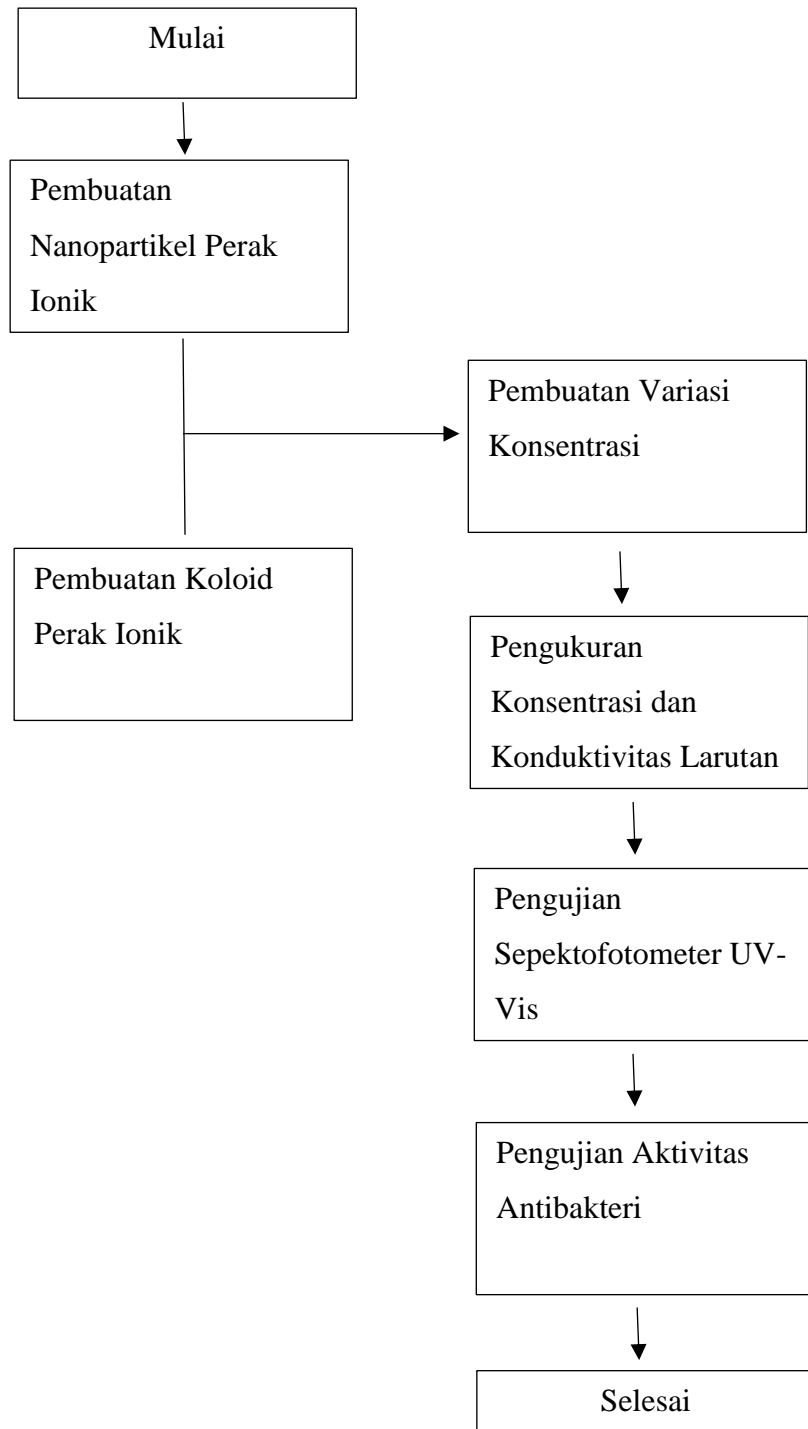 Mulai
Pembuatan
Nanopartikel Perak
Ionik
Pembuatan Koloid
Perak Ionik
Pembuatan Variasi
Konsentrasi
Pengukuran
Konsentrasi dan
Konduktivitas Larutan
Pengujian
Sepektofotometer UV-
Vis
Pengujian Aktivitas
Antibakteri
Selesai